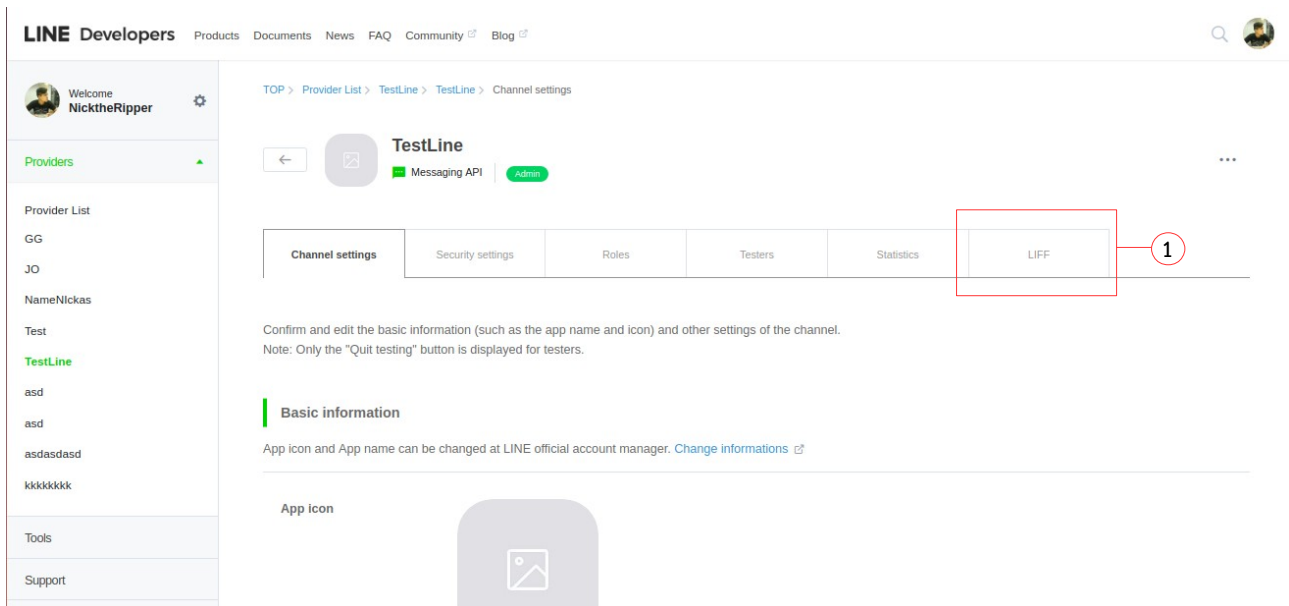 LINE Developers Products Documents News FAQ Community Blog
Welcome
NicktheRipper
Providers
Provider List
GG
JO
NameNIckas
Test
TestLine
asd
asd
asdasdasd
kkkkkkkk
Tools
Support
TOP > Provider List > TestLine > TestLine > Channel settings
TestLine
Messaging API Admin
Channel settings Security settings Roles Testers Statistics LIFF 1
Confirm and edit the basic information (such as the app name and icon) and other settings of the channel.
Note: Only the "Quit testing" button is displayed for testers.
Basic information
App icon and App name can be changed at LINE official account manager. Change informations
App icon